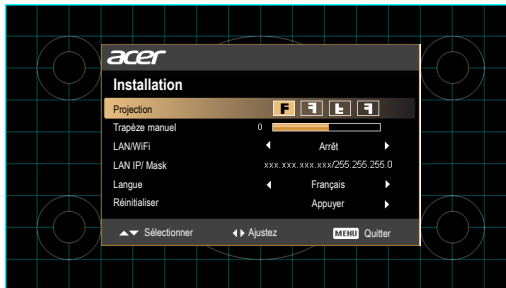 acer
Installation
Projection F F F F
Trapèze manuel 0
LAN/WiFi Arrêt
LAN IP/ Mask xxx.xxx.xxx.xxx/255.255.255.0
Langue Français
Réinitialiser Appuyer
Sélectionner Ajustez MENU Quitter